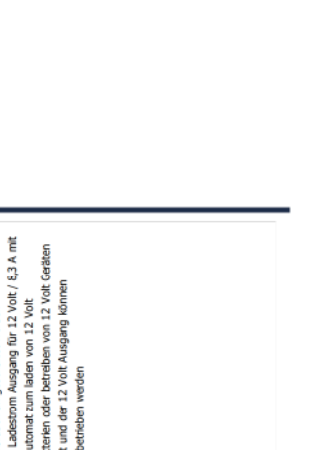 Ladestrom Ausgang für 12 Volt / 8,3 A mit
utomat zum laden von 12 Volt
terien oder betreiben von 12 Volt Geräten
t und der 12 Volt Ausgang können
betrieben werden